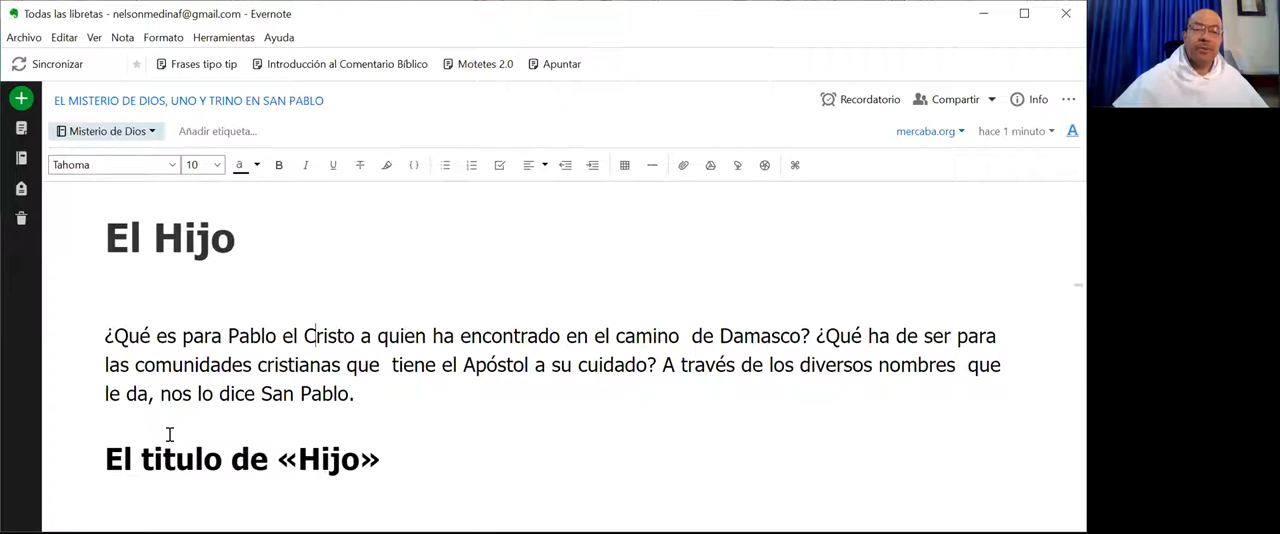 Todas las libretas - nelsonmedinaf@gmail.com - Evernote
Archivo Editar Ver Nota Formato Herramientas Ayuda
Sincronizar Frases tipo tip Introducción al Comentario Bíblico Motetes 2.0 Apuntar
EL MISTERIO DE DIOS, UNO Y TRINO EN SAN PABLO Recordatorio Compartir Info
Misterio de Dios Añadir etiqueta... mercaba.org hace 1 minuto A
Tahoma 10 a B I U T
El Hijo
¿Qué es para Pablo el Cristo a quien ha encontrado en el camino de Damasco? ¿Qué ha de ser para
las comunidades cristianas que tiene el Apóstol a su cuidado? A través de los diversos nombres que
le da, nos lo dice San Pablo.
El titulo de «Hijo»